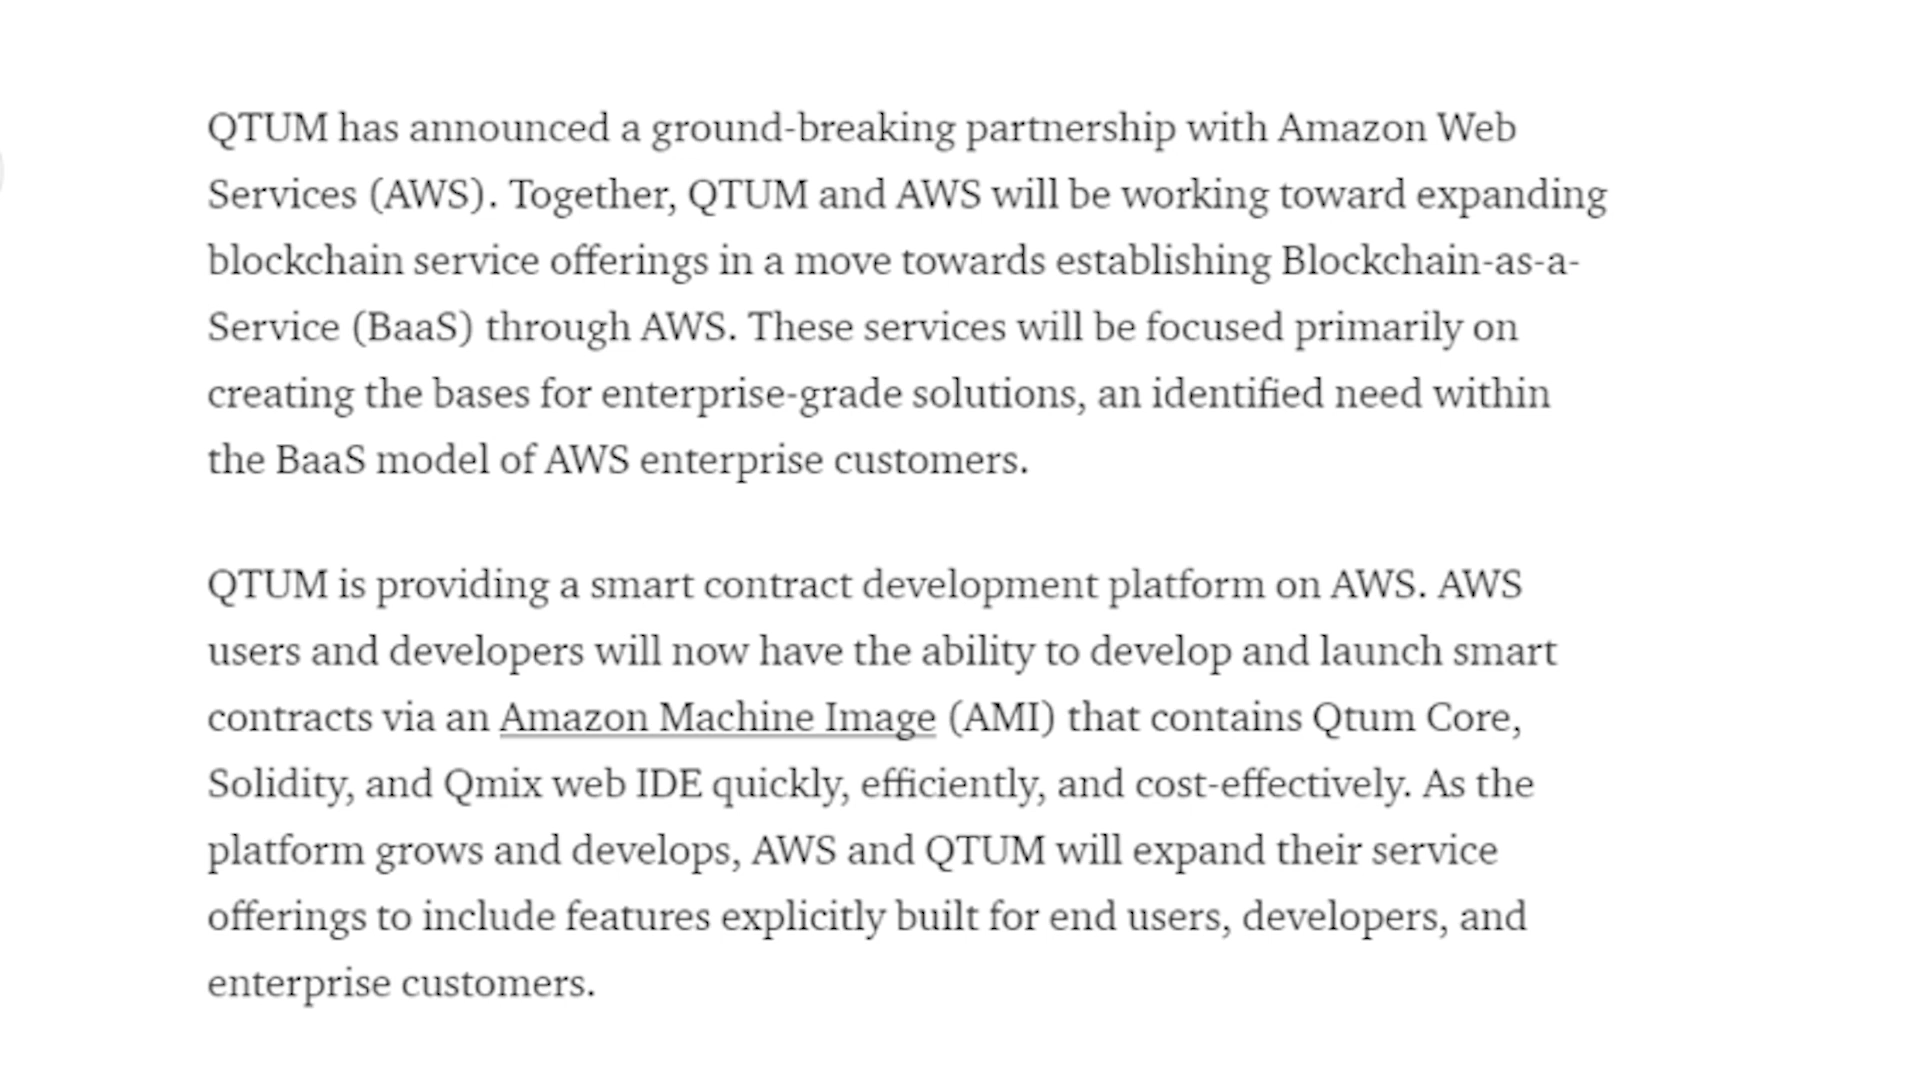 QTUM has announced a ground-breaking partnership with Amazon Web
Services (AWS). Together, QTUM and AWS will be working toward expanding
blockchain service offerings in a move towards establishing Blockchain-as-a-
Service (BaaS) through AWS. These services will be focused primarily on
creating the bases for enterprise-grade solutions, an identified need within
the BaaS model of AWS enterprise customers.
QTUM is providing a smart contract development platform on AWS. AWS
users and developers will now have the ability to develop and launch smart
contracts via an Amazon Machine Image (AMI) that contains Qtum Core,
Solidity, and Qmix web IDE quickly, efficiently, and cost-effectively. As the
platform grows and develops, AWS and QTUM will expand their service
offerings to include features explicitly built for end users, developers, and
enterprise customers.